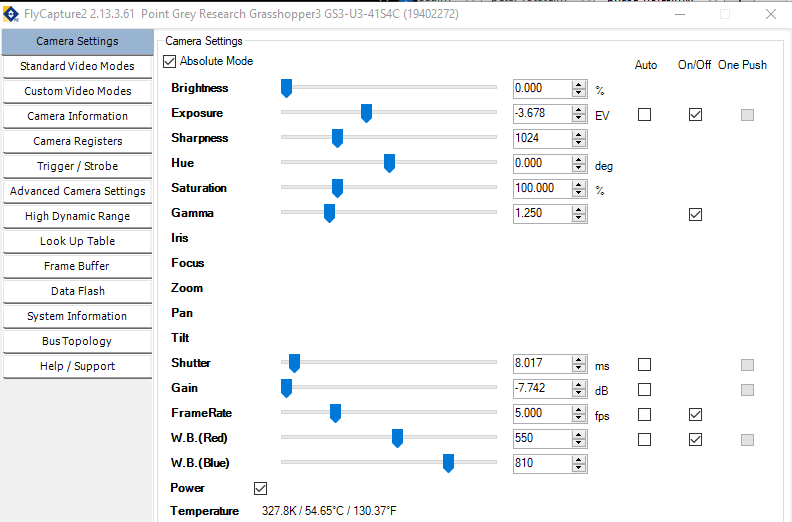 FlyCapture2 2.13.3.61 Point Grey Research Grasshopper3 GS3-U3-41S4C (19402272)
Camera Settings
Standard Video Modes
Custom Video Modes
Camera Information
Camera Registers
Trigger / Strobe
Advanced Camera Settings
High Dynamic Range
Look Up Table
Frame Buffer
Data Flash
System Information
Bus Topology
Help / Support
Camera Settings
Absolute Mode
Auto On/Off One Push
Brightness 0.000 %
Exposure -3.678 EV
Sharpness 1024
Hue 0.000 deg
Saturation 100.000 %
Gamma 1.250
Iris
Focus
Zoom
Pan
Tilt
Shutter 8.017 ms
Gain -7.742 dB
FrameRate 5.000 fps
W.B.(Red) 550
W.B.(Blue) 810
Power
Temperature 327.8K / 54.65°C / 130.37°F